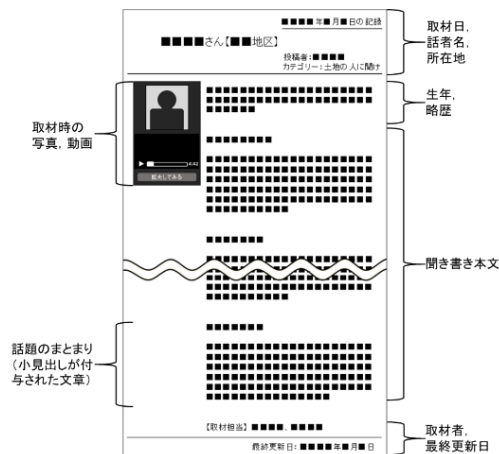 ■■■■年■月■日の記録
■■■■さん【■■地区】
投稿者：■■■■
カテゴリー：土地の人に聞け
取材日，
話者名，
所在地
生年，
略歴
取材時の
写真，動画
4:42
拡大してみる
■■■■■■■■■■■■■■■■■■
■■■■■■■■■■■■■■■■■■
■■■■■■
■■■■■■■■
■■■■■■■■■■■■■■■■■■
■■■■■■■■■■■■■■■■■■
■■■■■■■■■■■■■■■■■■
■■■■■■■■■■■■■■■■■■
■■■■■■■■■■■■■■■■■■
■■■■■■■■■
■■■■■■■
聞き書き本文
話題のまとまり
（小見出しが付
与された文章）
■■■■■■■
■■■■■■■■■■■■■■■■■■
■■■■■■■■■■■■■■■■■■
■■■■■■■■■■■■■■■■■■
■■■■■■■■■■■■■■■■■■
■■■■■■■■■■■■■■■■■■
■■■■■■■■■■■■■
【取材担当】■■■■、■■■■
最終更新日：■■■■年■月■日
取材者，
最終更新日